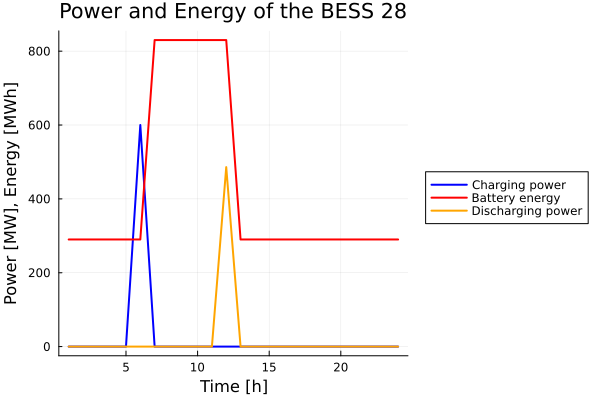 Power and Energy of the BESS 28
Power [MW], Energy [MWh]
800
600
400
200
0
5
10
15
20
Time [h]
Charging power
Battery energy
Discharging power